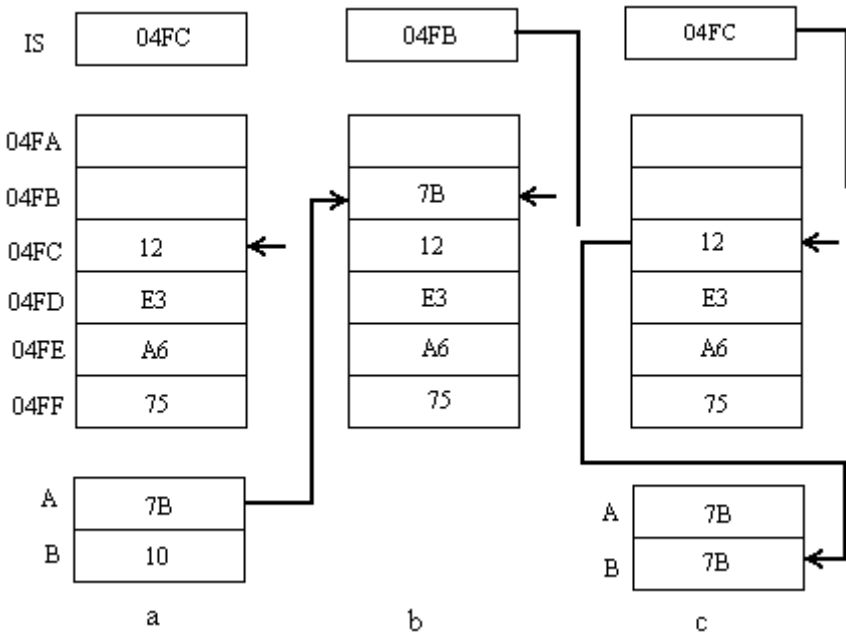 IS 04FC 04FB 04FC
04FA
04FB 7B
04FC 12 12 12
04FD E3 E3 E3
04FE A6 A6 A6
04FF 75 75 75
A 7B A 7B
B 10 B 7B
a b c